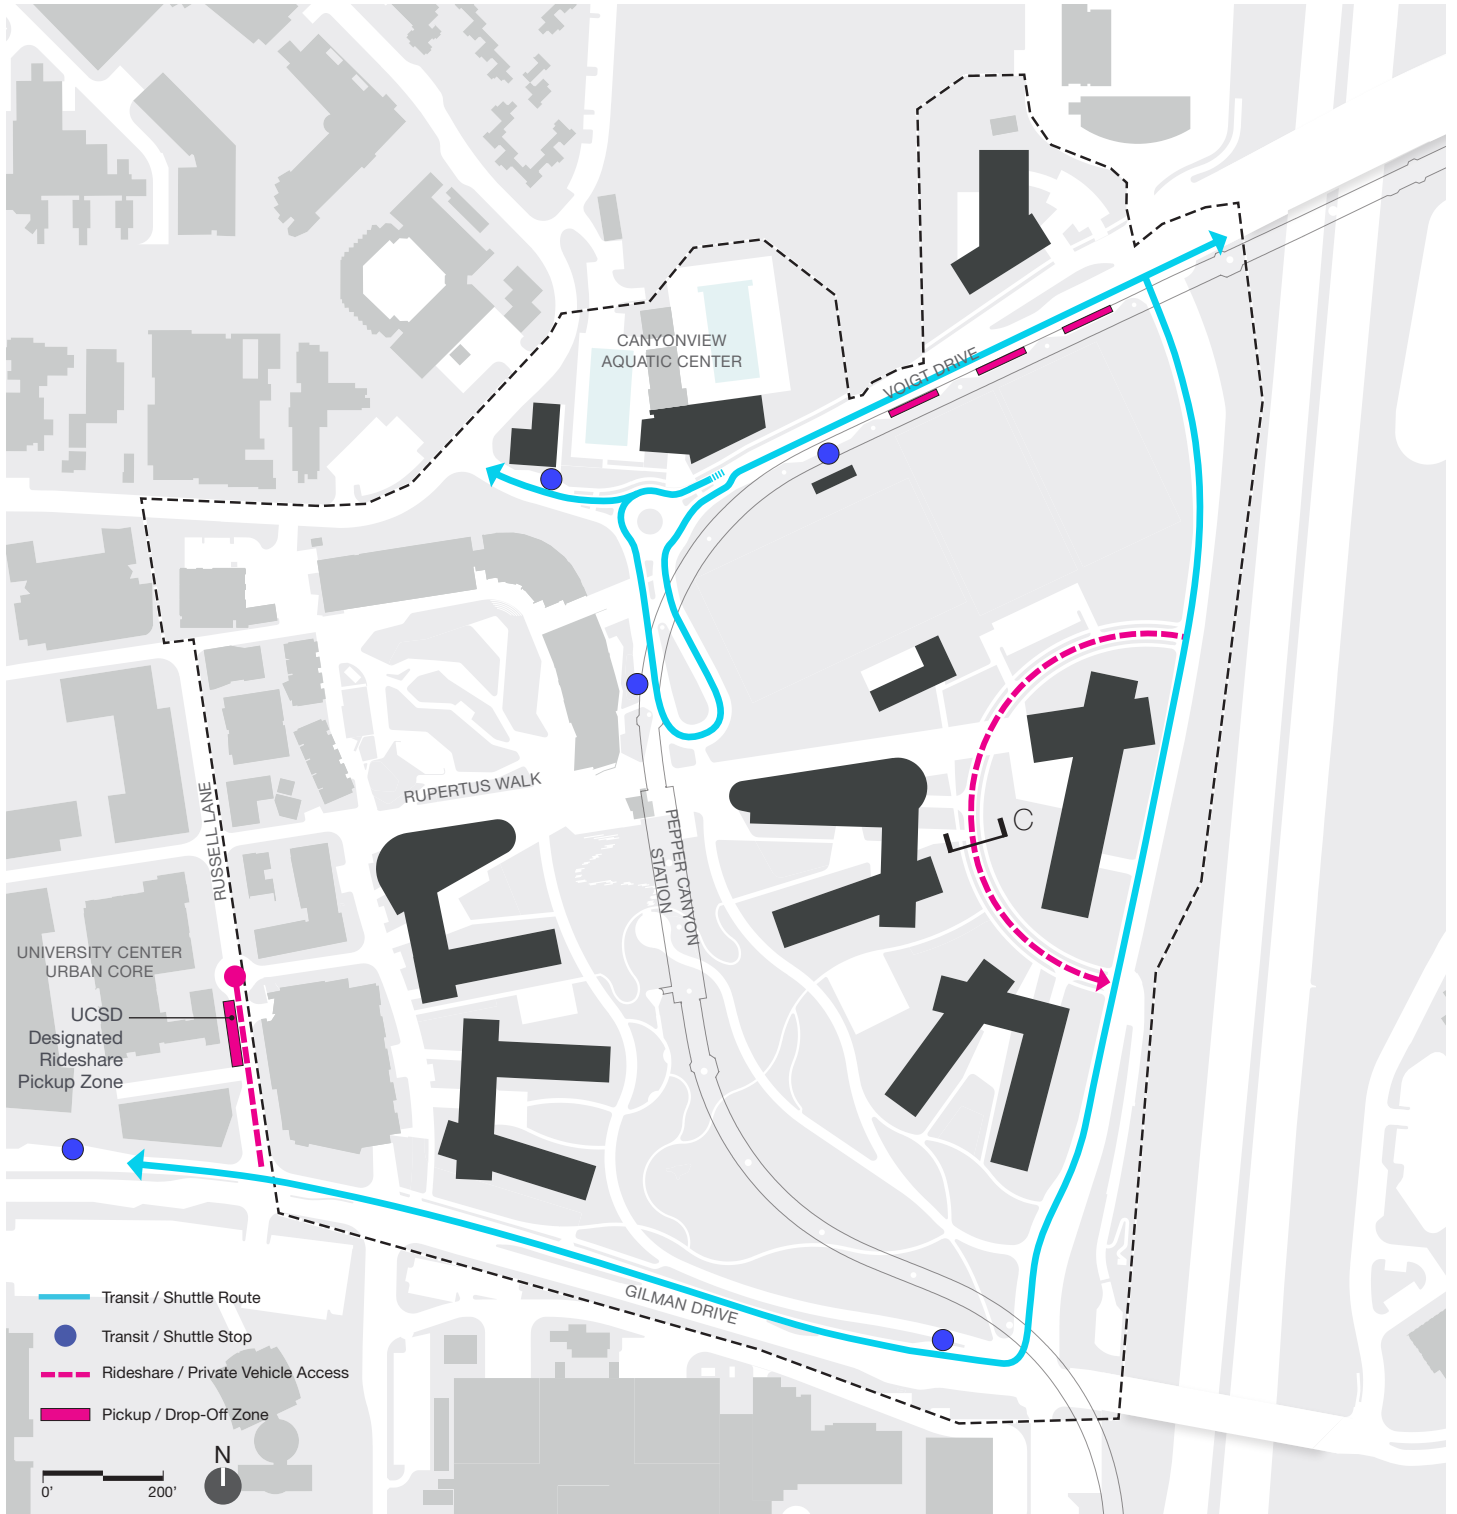 CANYONVIEW
AQUATIC CENTER
VOIGT DRIVE
RUPERTUS WALK
RUSSELL LANE
PEPPER CANYON
STATION
C
UNIVERSITY CENTER
URBAN CORE
UCSD
Designated
Rideshare
Pickup Zone
GILMAN DRIVE
Transit / Shuttle Route
Transit / Shuttle Stop
Rideshare / Private Vehicle Access
Pickup / Drop-Off Zone
N
0' 200'